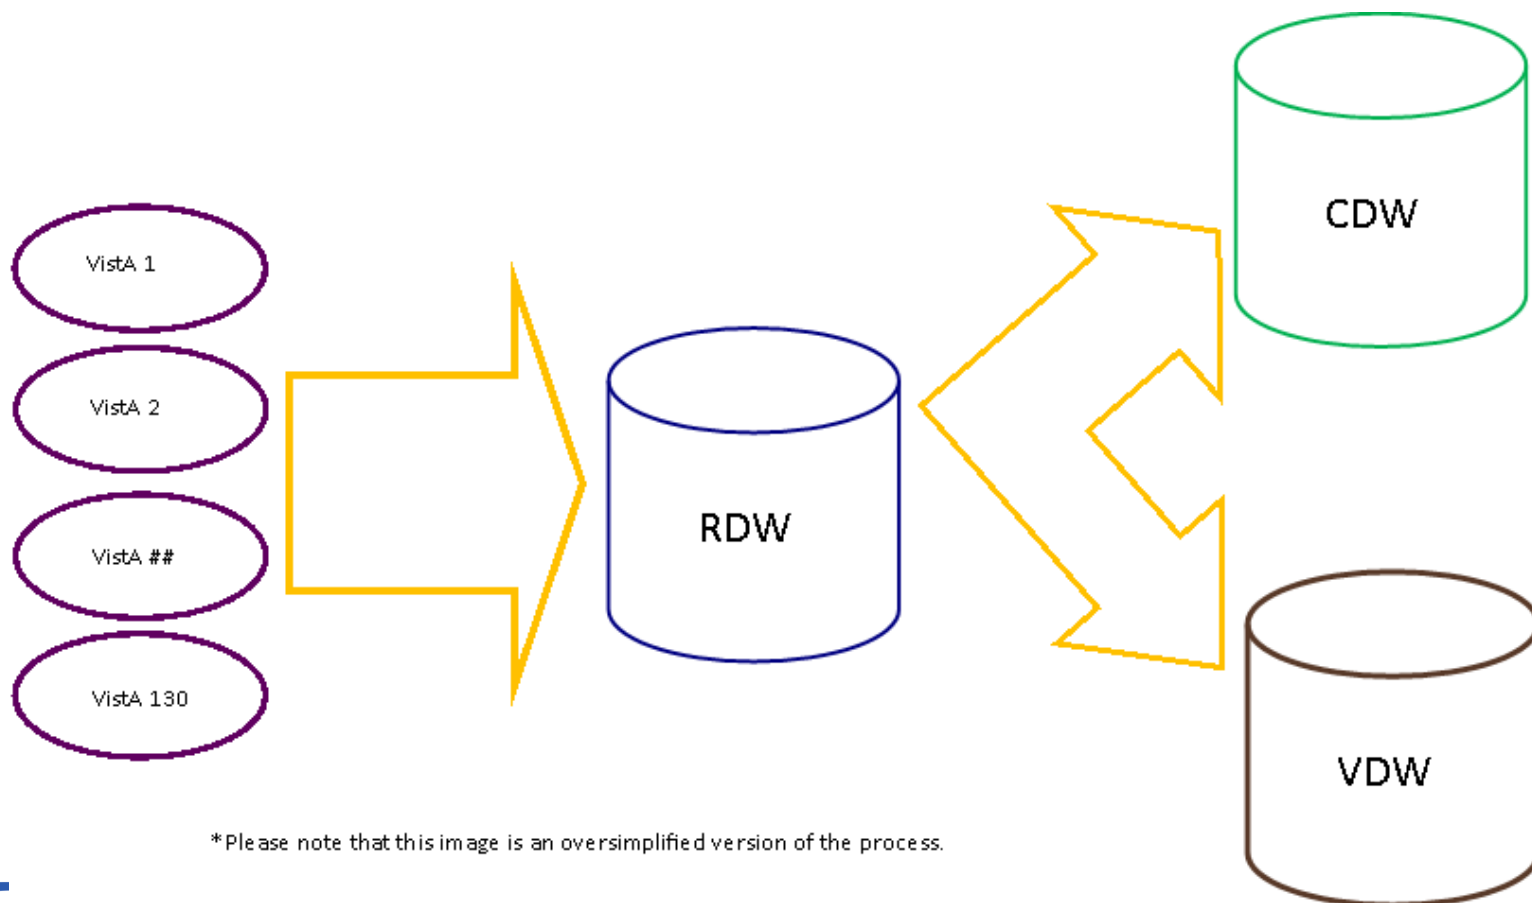 VistA 1
VistA 2
VistA ##
VistA 130
RDW
CDW
VDW
*Please note that this image is an oversimplified version of the process.